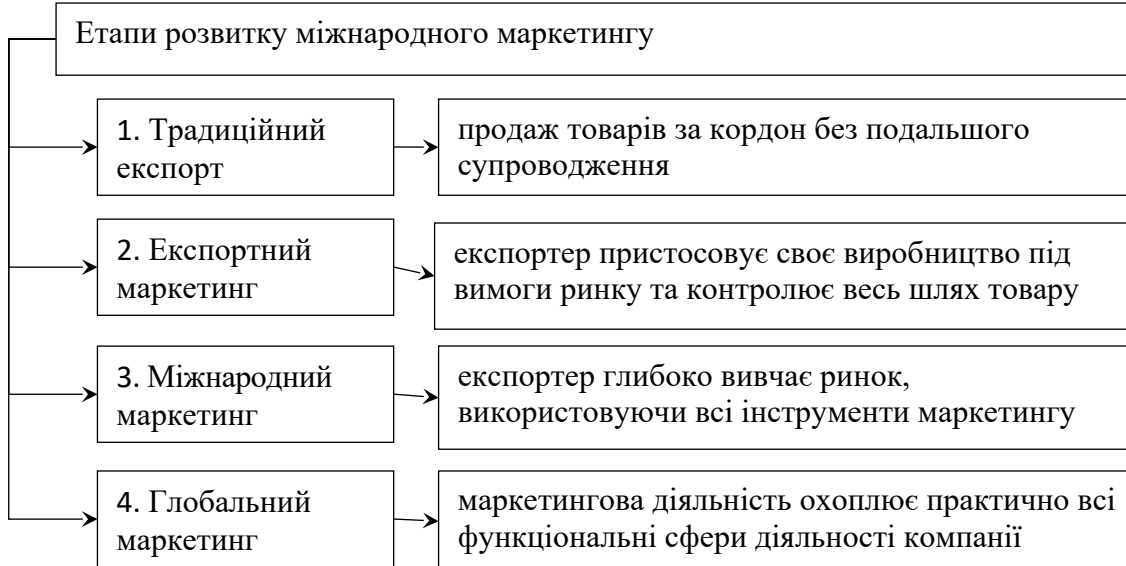 Етапи розвитку міжнародного маркетингу
1. Традиційний
експорт
продаж товарів за кордон без подальшого
супроводження
2. Експортний
маркетинг
експортер пристосовує своє виробництво під
вимоги ринку та контролює весь шлях товару
3. Міжнародний
маркетинг
експортер глибоко вивчає ринок,
використовуючи всі інструменти маркетингу
4. Глобальний
маркетинг
маркетингова діяльність охоплює практично всі
функціональні сфери діяльності компанії